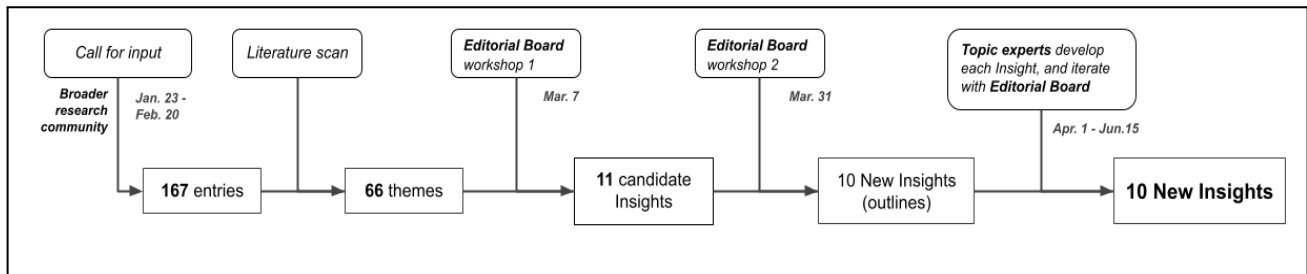 Call for input
Literature scan
Editorial Board
workshop 1
Editorial Board
workshop 2
Topic experts develop
each Insight, and iterate
with Editorial Board
Broader
research
community
Jan. 23 -
Feb. 20
Mar. 7
Mar. 31
Apr. 1 - Jun.15
167 entries
66 themes
11 candidate
Insights
10 New Insights
(outlines)
10 New Insights